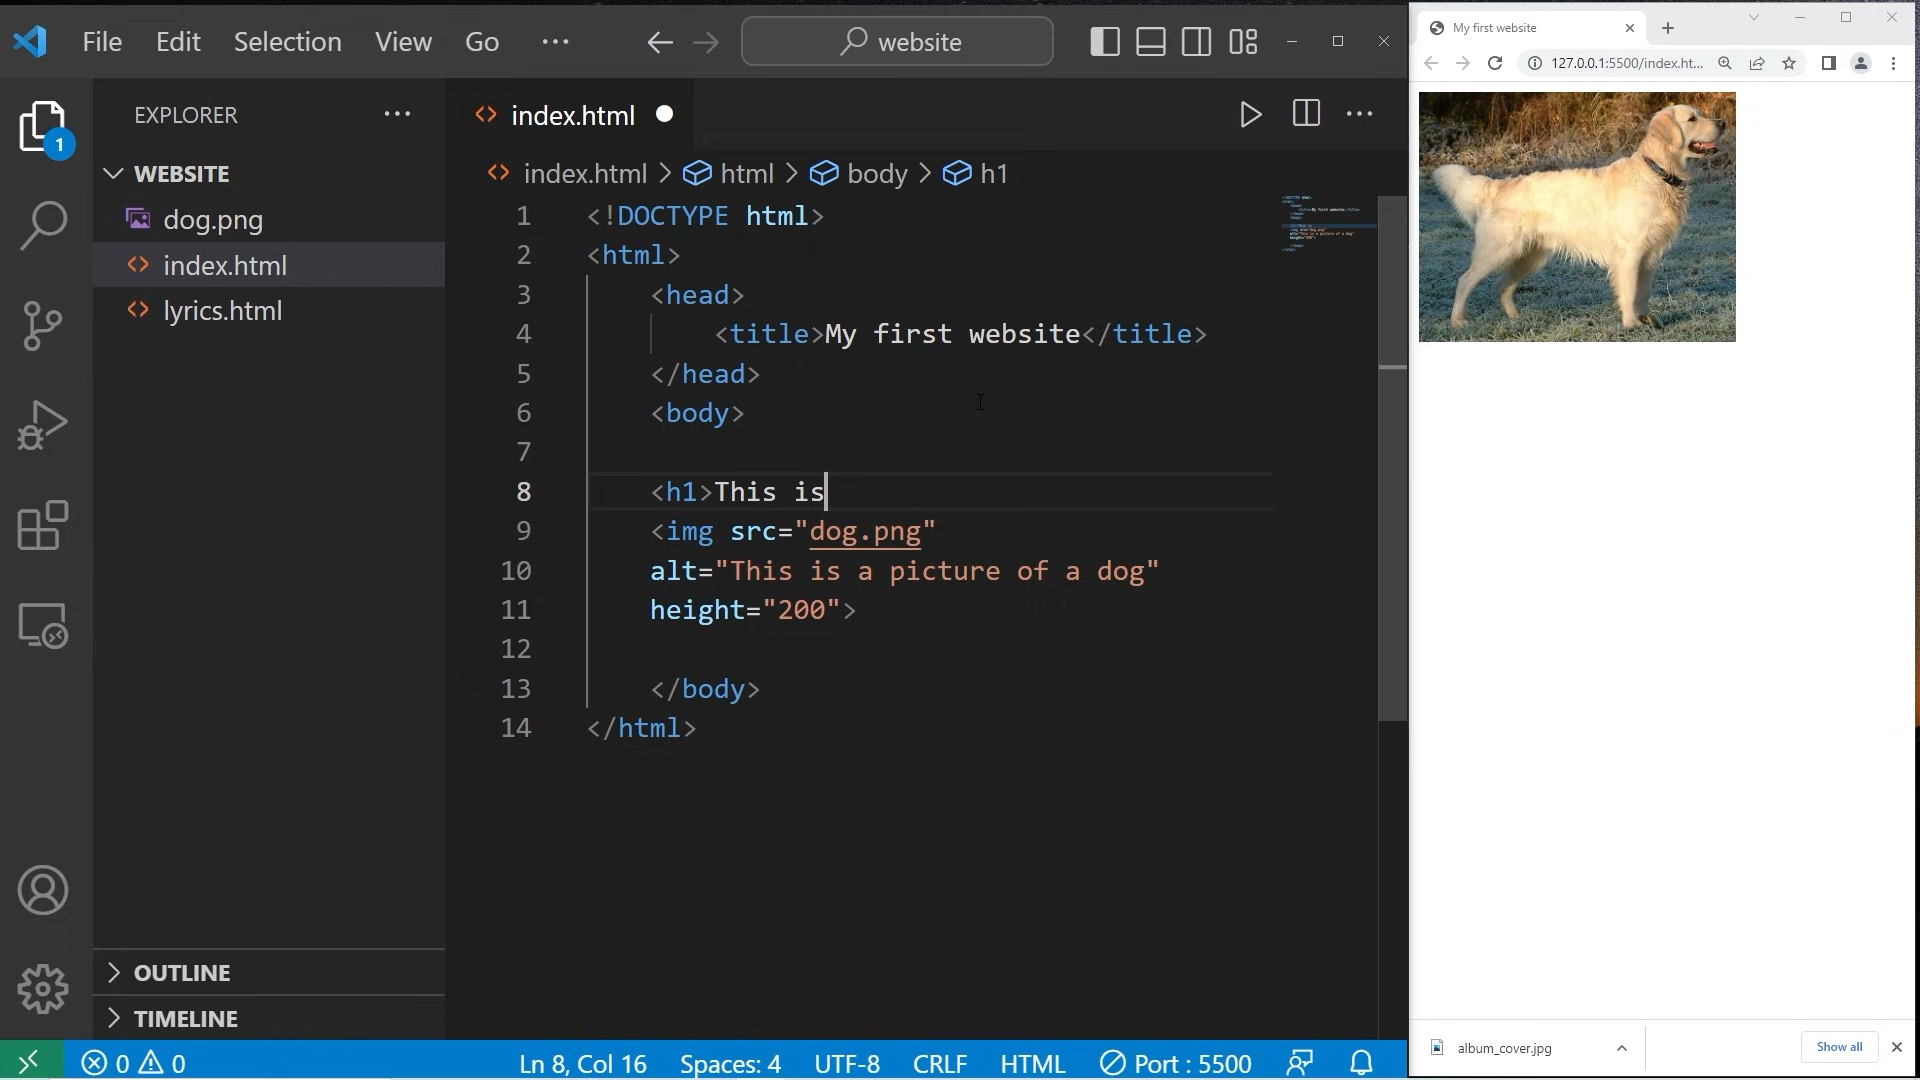 File Edit Selection View Go ··· website
My first website
127.0.0.1:5500/index.ht...
EXPLORER ···
index.html
1
WEBSITE
index.html > html > body > h1
dog.png
index.html
lyrics.html
1 <!DOCTYPE html>
2 <html>
3 <head>
4 <title>My first website</title>
5 </head>
6 <body>
7
8 <h1>This is
9 <img src="dog.png"
10 alt="This is a picture of a dog"
11 height="200">
12
13 </body>
14 </html>
OUTLINE
TIMELINE
album_cover.jpg
Show all
0 0 Ln 8, Col 16 Spaces: 4 UTF-8 CRLF HTML Port : 5500